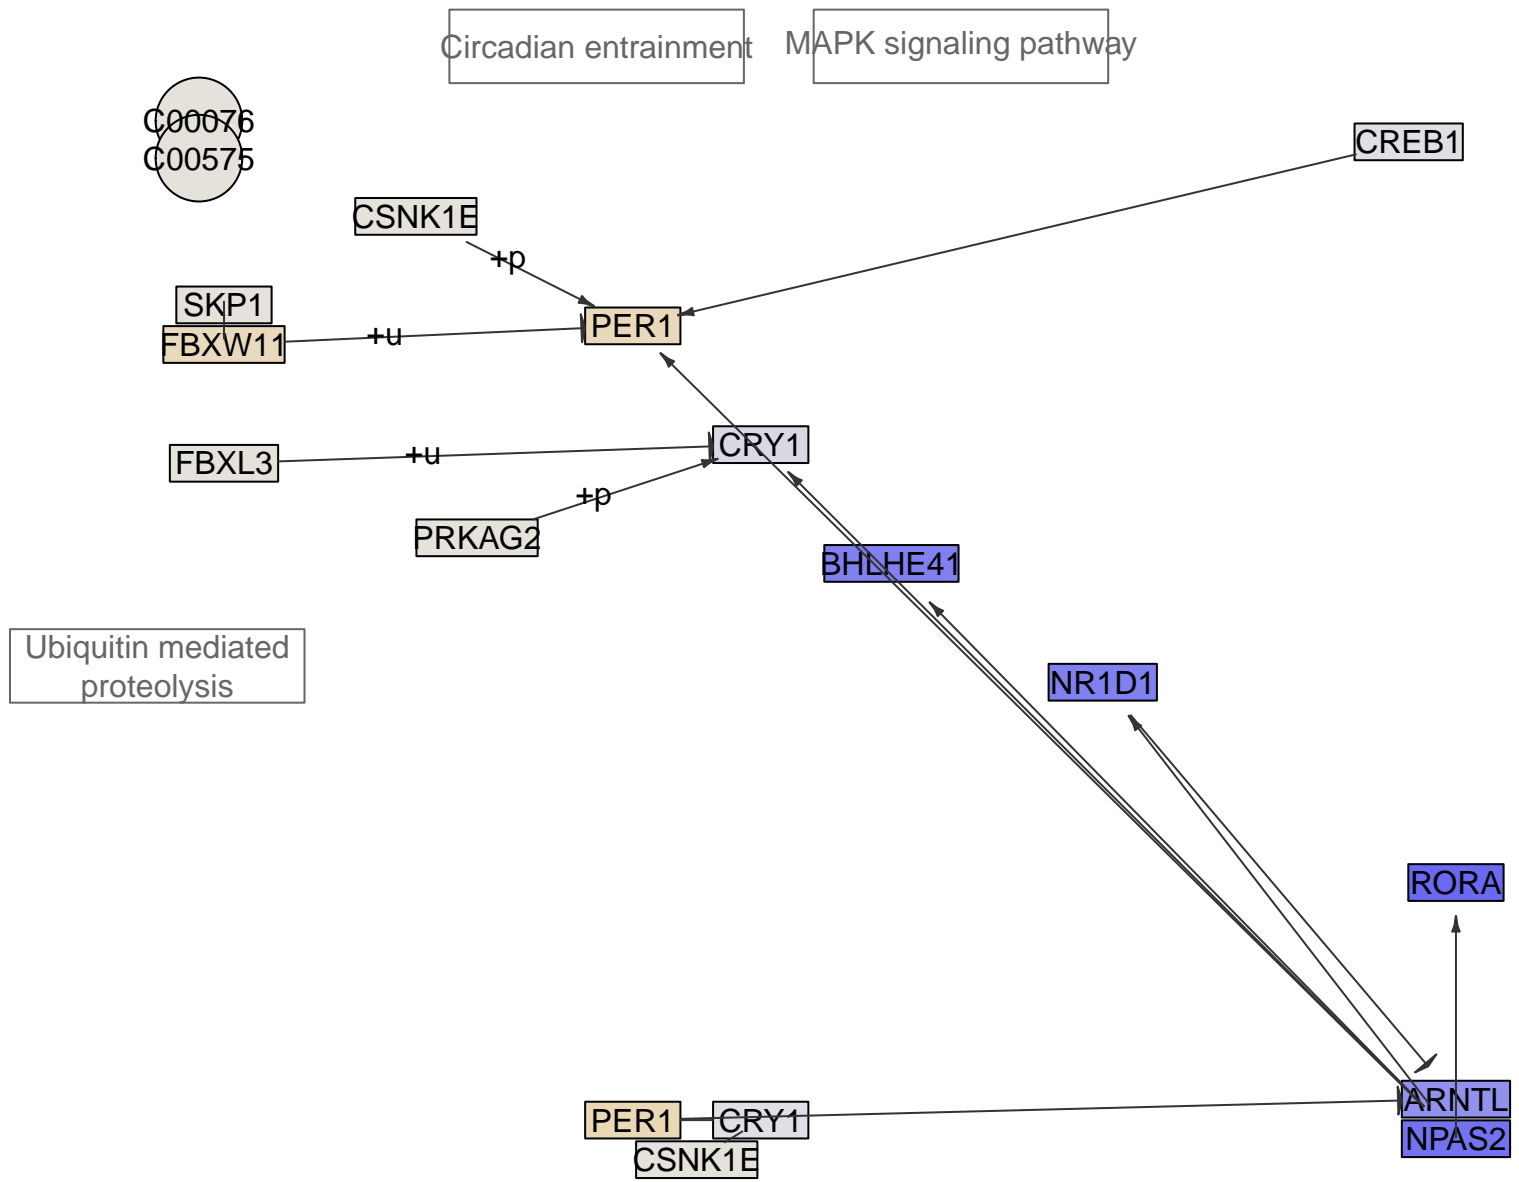 Circadian entrainment
MAPK signaling pathway
C00076
CREB1
C00575
CSNK1E
+p
SKP1
PER1
FBXW11
+u
CRY1
FBXL3
+u
+p
PRKAG2
BHLHE41
Ubiquitin mediated
proteolysis
NR1D1
RORA
ARNTL
PER1
CRY1
NPAS2
CSNK1E